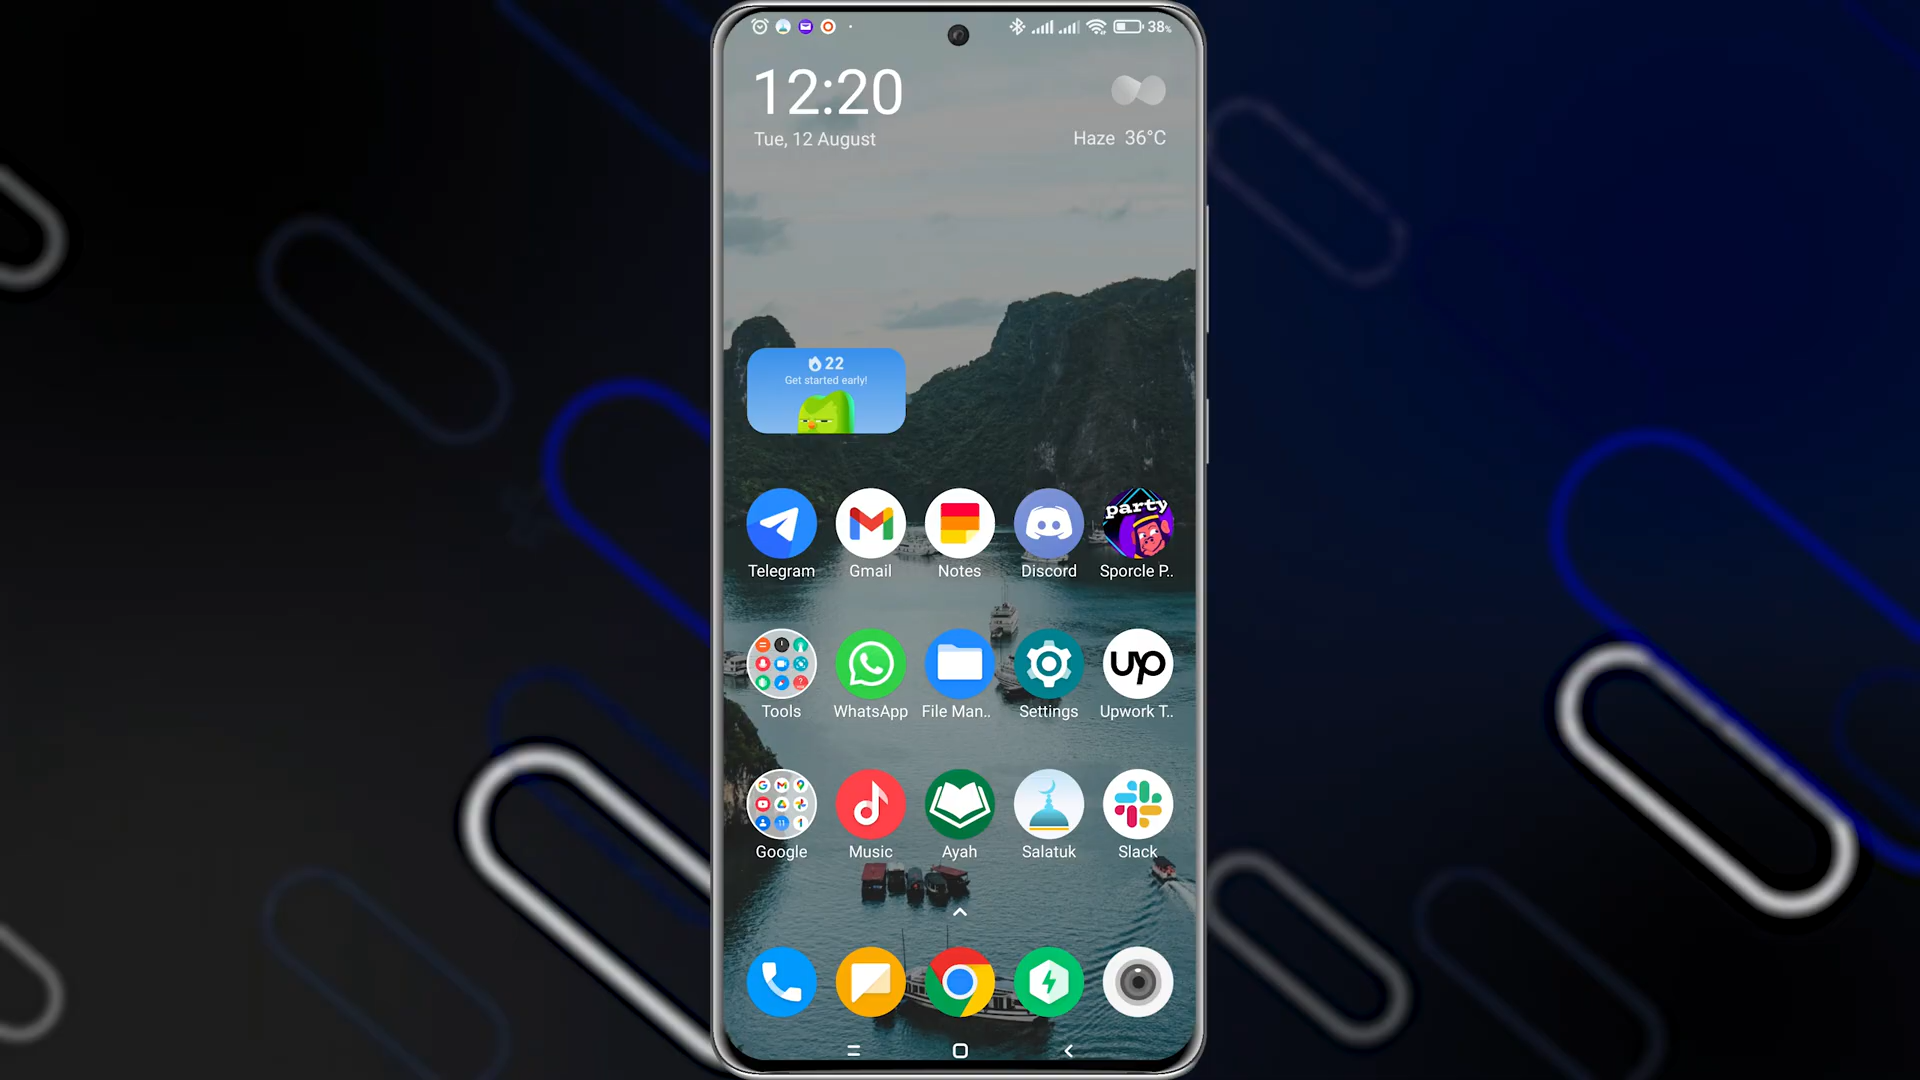 38%
12:20
Tue, 12 August
Haze 36°C
22
Get started early!
party
Telegram
Gmail
Notes
Discord
Sporcle P..
up
Tools
WhatsApp
File Man..
Settings
Upwork T..
Google
Music
Ayah
Salatuk
Slack